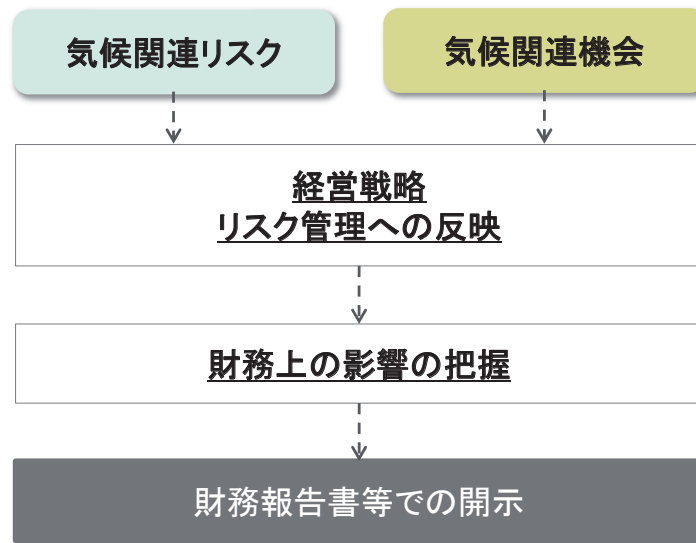 気候関連リスク
気候関連機会
経営戦略
リスク管理への反映
財務上の影響の把握
財務報告書等での開示